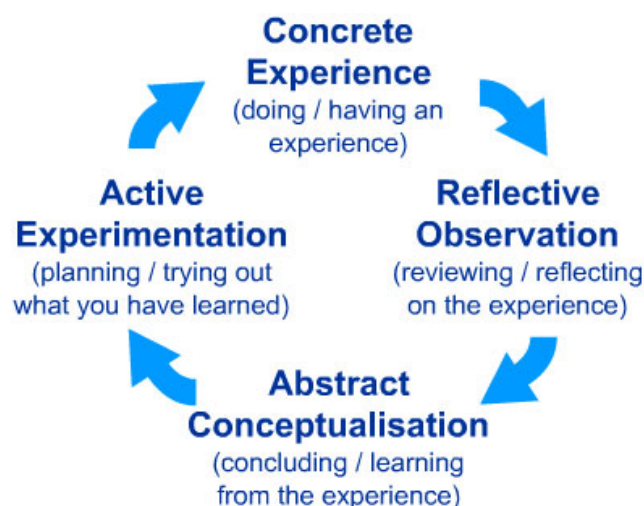 Concrete
Experience
(doing / having an
experience)
Active
Experimentation
(planning / trying out
what you have learned)
Reflective
Observation
(reviewing / reflecting
on the experience)
Abstract
Conceptualisation
(concluding / learning
from the experience)